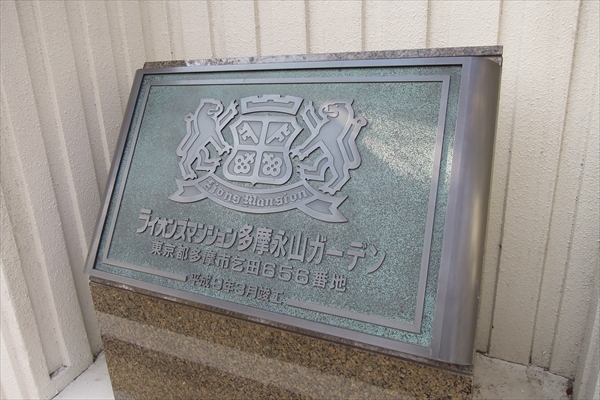 Lions Mansion
ライオンズマンション多摩永山ガーデン
東京都多摩市乞田656番地
平成9年3月竣工